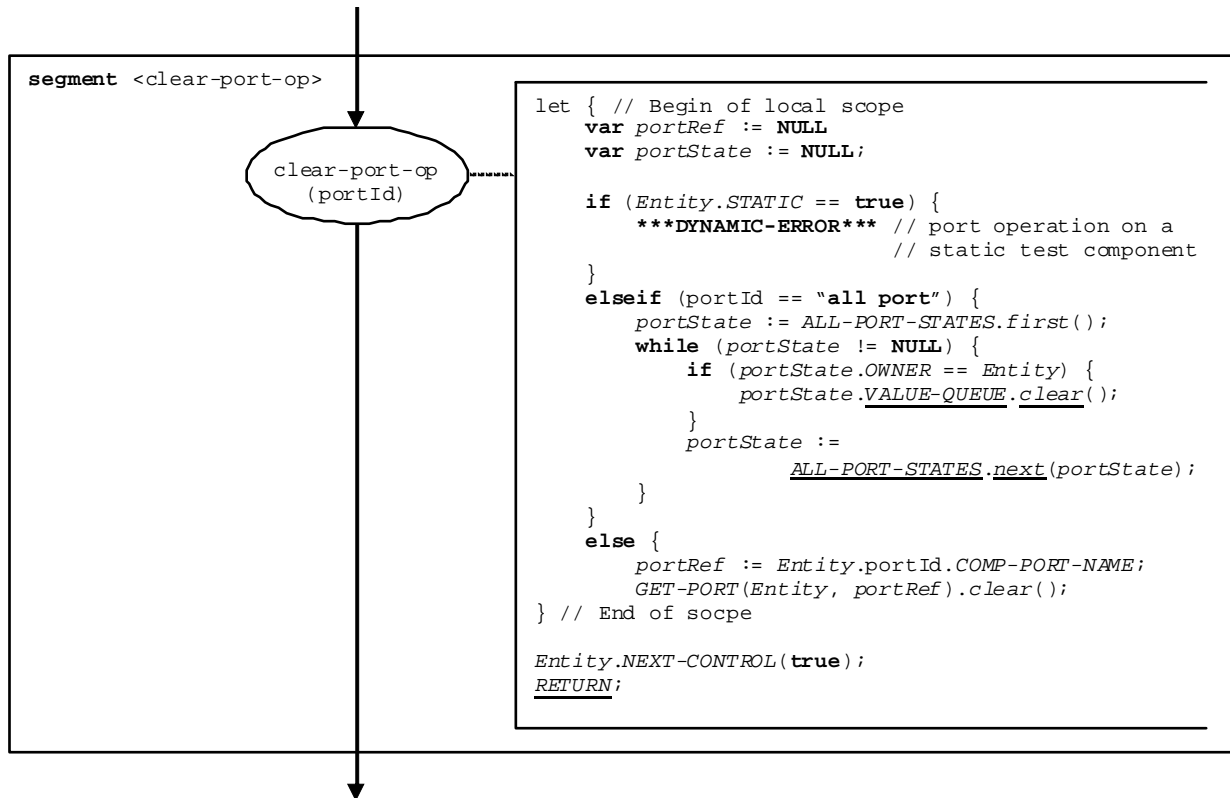 segment <clear-port-op>
clear-port-op
(portId)
let { // Begin of local scope
var portRef := NULL
var portState := NULL;
if (Entity.STATIC == true) {
***DYNAMIC-ERROR*** // port operation on a
// static test component
}
elseif (portId == “all port”) {
portState := ALL-PORT-STATES.first();
while (portState != NULL) {
if (portState.OWNER == Entity) {
portState.VALUE-QUEUE.clear();
}
portState :=
ALL-PORT-STATES.next(portState);
}
}
else {
portRef := Entity.portId.COMP-PORT-NAME;
GET-PORT(Entity, portRef).clear();
} // End of socpe
Entity.NEXT-CONTROL(true);
RETURN;